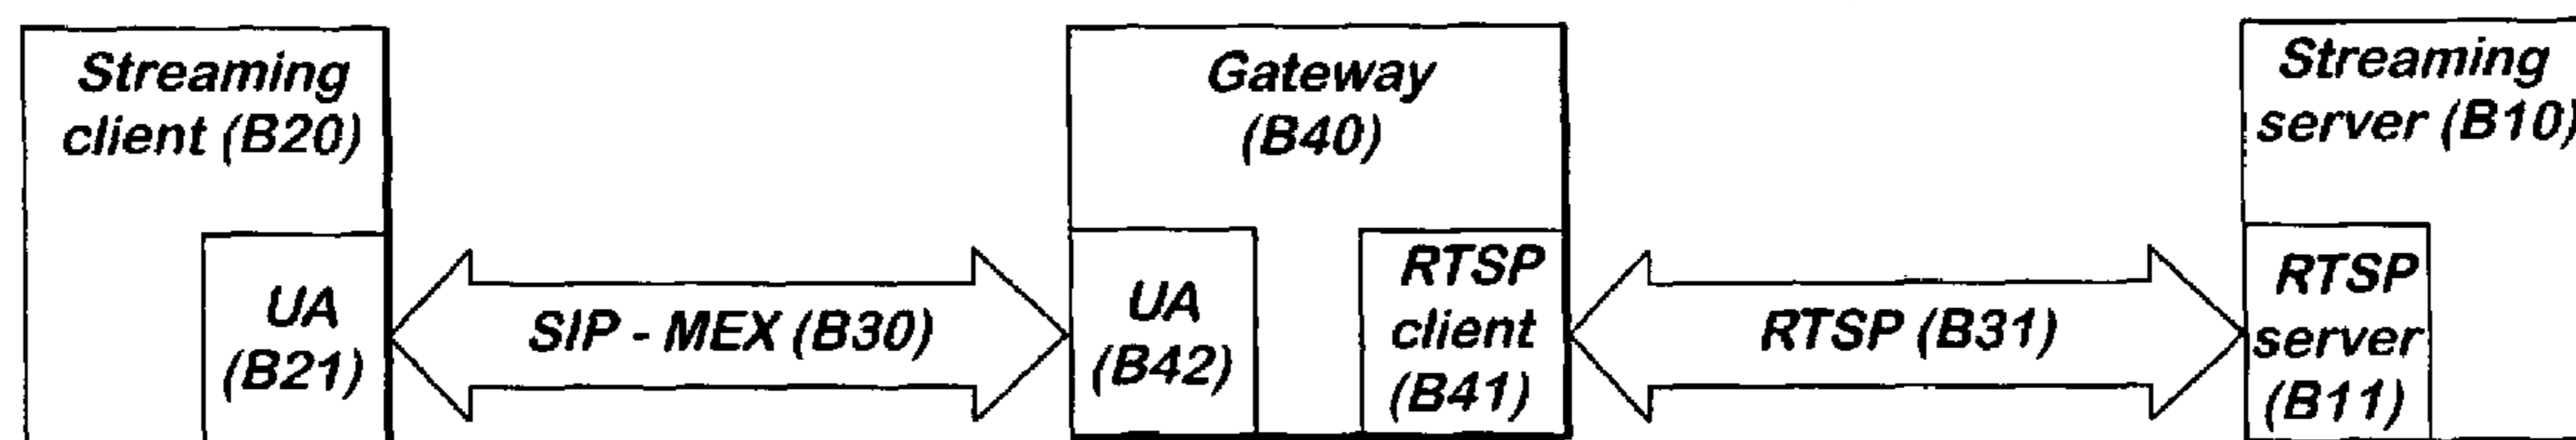 Streaming
client (B20)
UA
(B21)
SIP - MEX (B30)
Gateway
(B40)
UA
(B42)
RTSP
client
(B41)
RTSP (B31)
Streaming
server (B10)
RTSP
server
(B11)